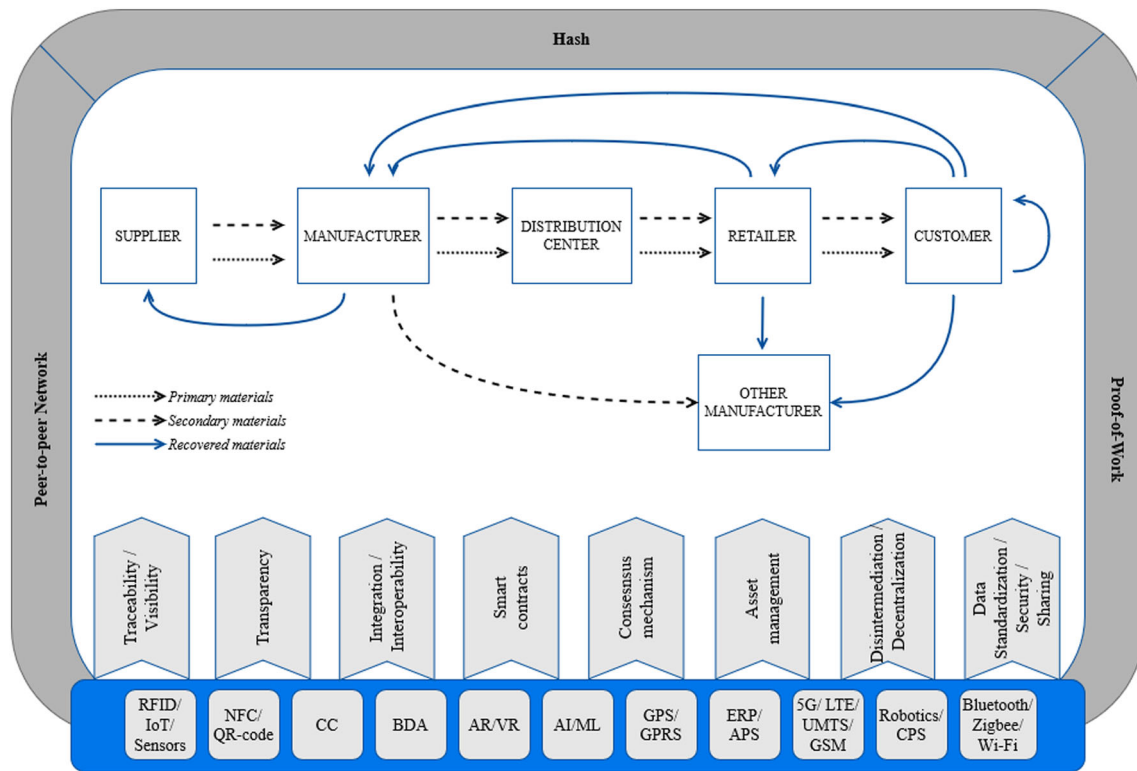 Hash
Peer-to-peer Network
Proof-of-Work
SUPPLIER
MANUFACTURER
DISTRIBUTION
CENTER
RETAILER
CUSTOMER
OTHER
MANUFACTURER
Primary materials
Secondary materials
Recovered materials
Traceability /
Visibility
Transparency
Integration /
Interoperability
Smart
contracts
Consesnsus
mechanism
Asset
management
Disintermediation /
Decentralization
Data
Standardization /
Security /
Sharing
RFID/
IoT/
Sensors
NFC/
QR-code
CC
BDA
AR/VR
AI/ML
GPS/
GPRS
ERP/
APS
5G/ LTE/
UMTS/
GSM
Robotics/
CPS
Bluetooth/
Zigbee/
Wi-Fi